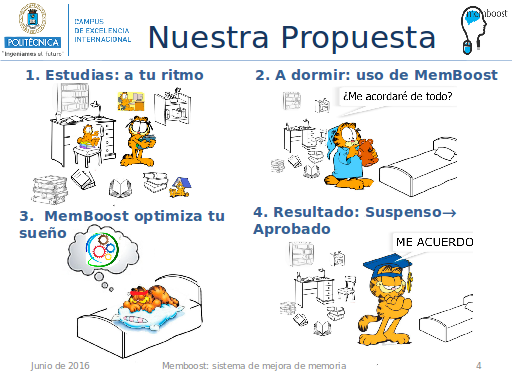 POLITÉCNICA
"Ingeniamos el futuro"
CAMPUS
DE EXCELENCIA
INTERNACIONAL
Nuestra Propuesta
memboost
1. Estudias: a tu ritmo
2. A dormir: uso de MemBoost
¿Me acordaré de todo?
3. MemBoost optimiza tu
sueño
4. Resultado: Suspenso→
Aprobado
ME ACUERDO
Junio de 2016
Memboost: sistema de mejora de memoria
4